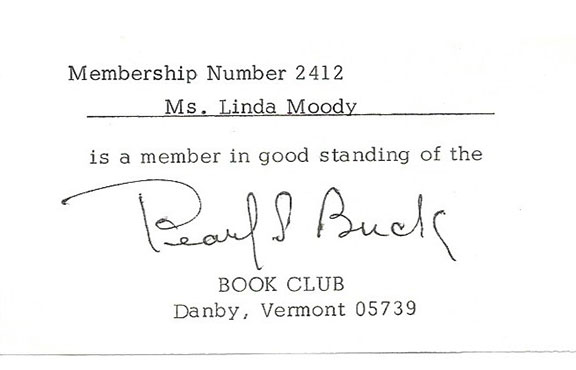 Membership Number 2412
Ms. Linda Moody
is a member in good standing of the
Pearl S Buck
BOOK CLUB
Danby, Vermont 05739